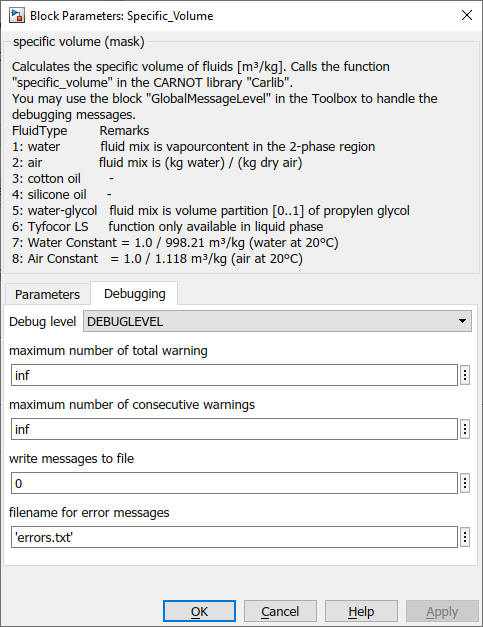 Block Parameters: Specific_Volume
specific volume (mask)
Calculates the specific volume of fluids [m³/kg]. Calls the function
"specific_volume" in the CARNOT library "Carlib".
You may use the block "GlobalMessageLevel" in the Toolbox to handle the
debugging messages.
FluidType Remarks
1: water fluid mix is vapourcontent in the 2-phase region
2: air fluid mix is (kg water) / (kg dry air)
3: cotton oil -
4: silicone oil -
5: water-glycol fluid mix is volume partition [0..1] of propylen glycol
6: Tyfocor LS function only available in liquid phase
7: Water Constant = 1.0 / 998.21 m³/kg (water at 20°C)
8: Air Constant = 1.0 / 1.118 m³/kg (air at 20°C)
Parameters Debugging
Debug level DEBUGLEVEL
maximum number of total warning
inf
maximum number of consecutive warnings
inf
write messages to file
0
filename for error messages
'errors.txt'
OK Cancel Help Apply